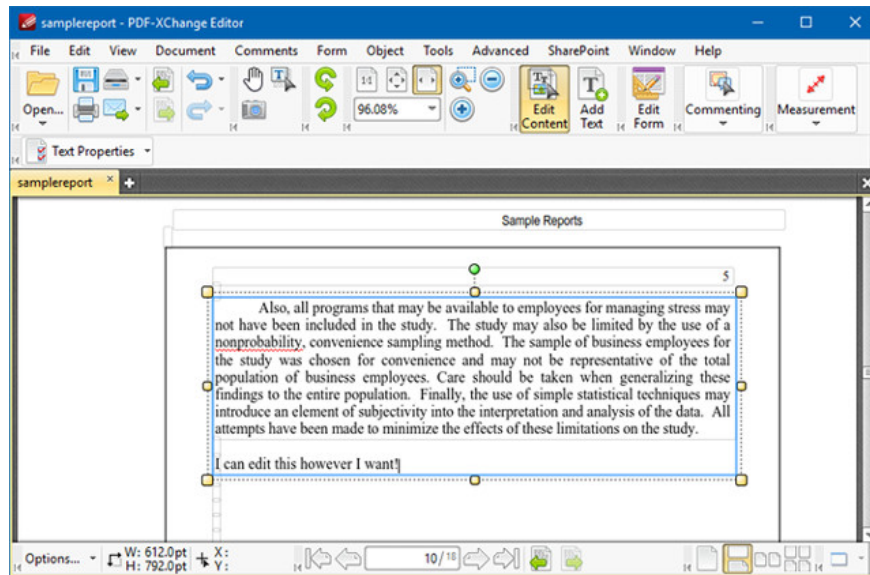 samplereport - PDF-XChange Editor
File Edit View Document Comments Form Object Tools Advanced SharePoint Window Help
Open...
1:1
96.08%
Edit Content
Add Text
Edit Form
Commenting
Measurement
Text Properties
samplereport
Sample Reports
5
Also, all programs that may be available to employees for managing stress may
not have been included in the study. The study may also be limited by the use of a
nonprobability, convenience sampling method. The sample of business employees for
the study was chosen for convenience and may not be representative of the total
population of business employees. Care should be taken when generalizing these
findings to the entire population. Finally, the use of simple statistical techniques may
introduce an element of subjectivity into the interpretation and analysis of the data. All
attempts have been made to minimize the effects of these limitations on the study.
I can edit this however I want!
Options...
W: 612.0pt X:
H: 792.0pt Y:
10/18